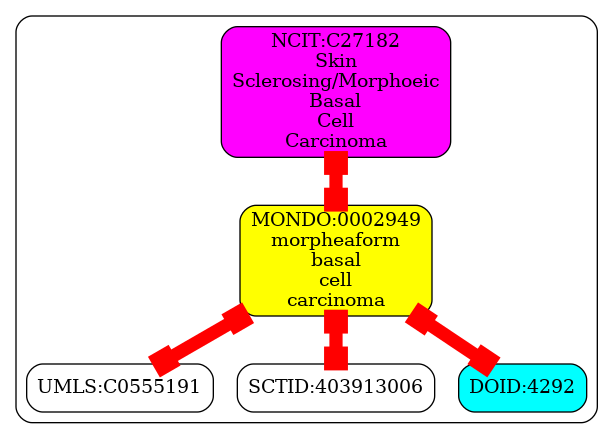 NCIT:C27182
Skin
Sclerosing/Morphoeic
Basal
Cell
Carcinoma
MONDO:0002949
morpheaform
basal
cell
carcinoma
UMLS:C0555191
SCTID:403913006
DOID:4292